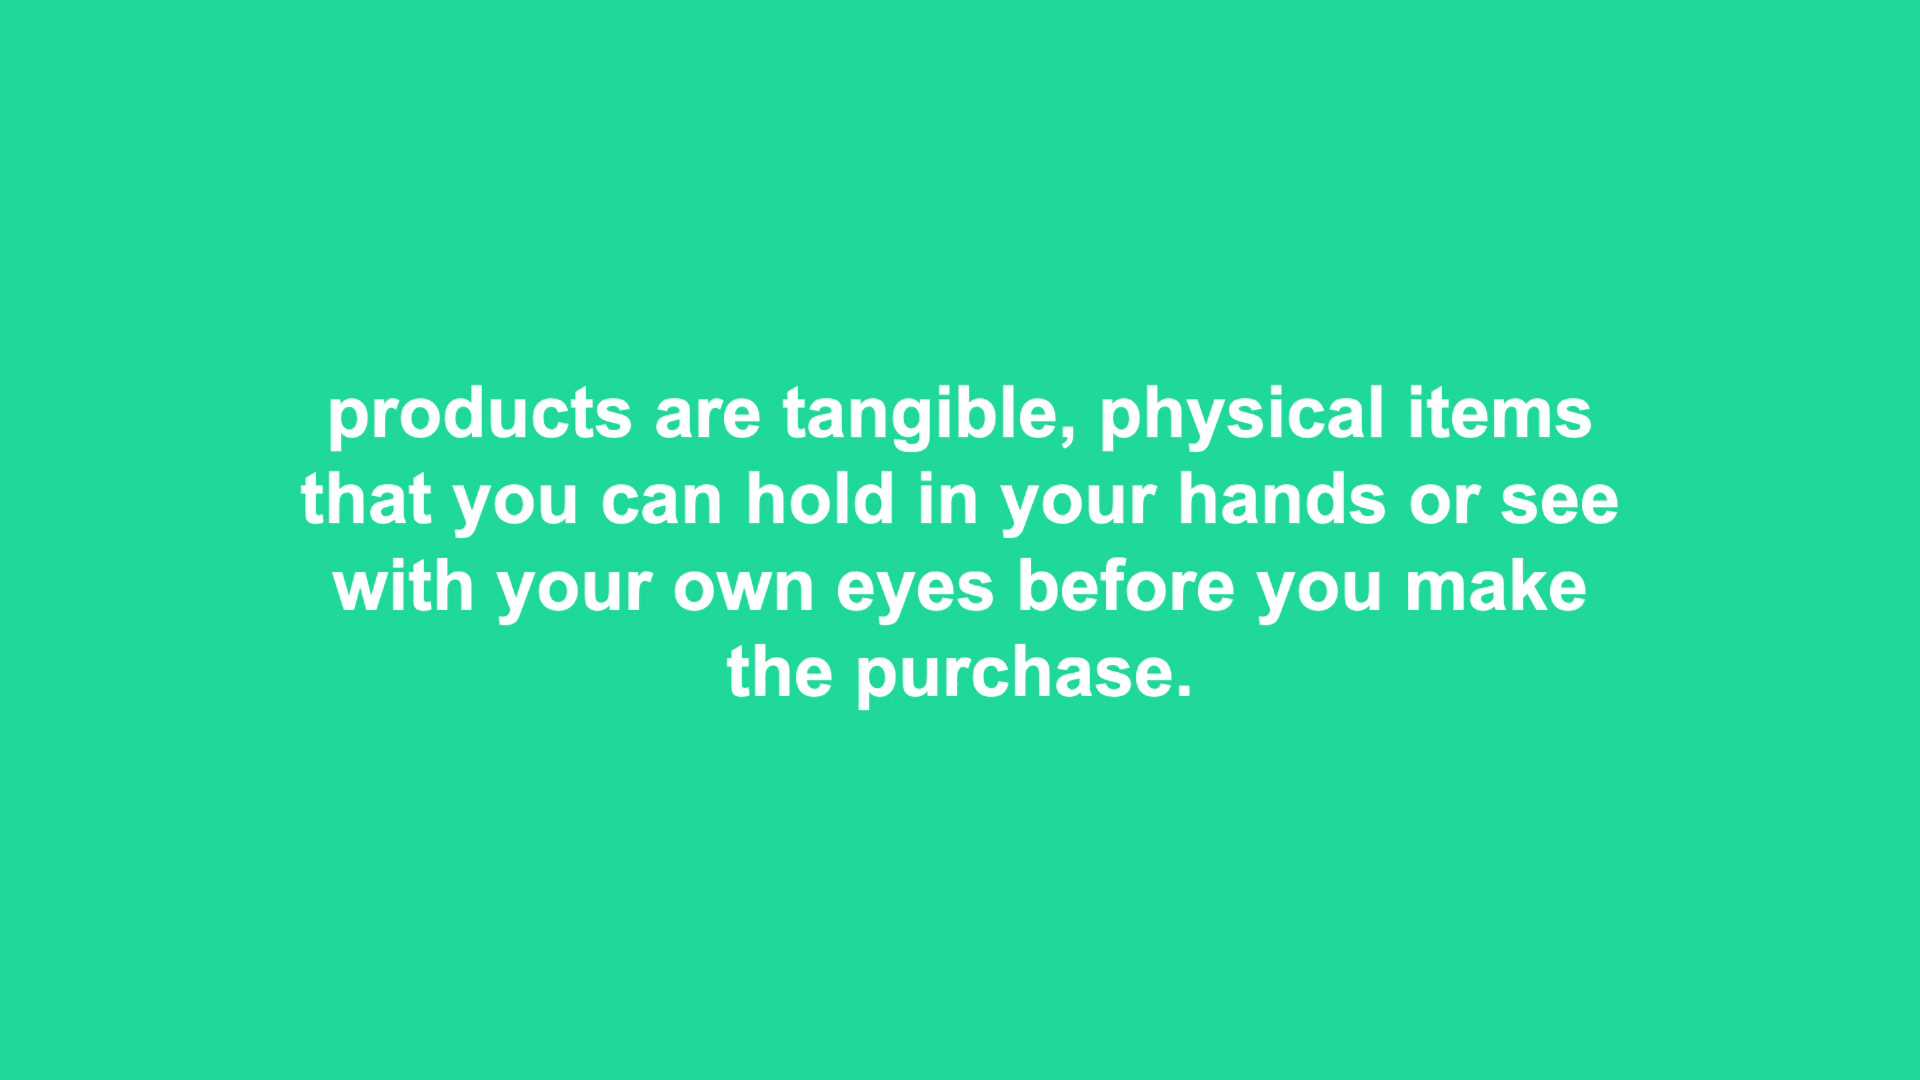 products are tangible, physical items
that you can hold in your hands or see
with your own eyes before you make
the purchase.